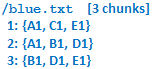 /blue.txt [3 chunks]
1: {A1, C1, E1}
2: {A1, B1, D1}
3: {B1, D1, E1}